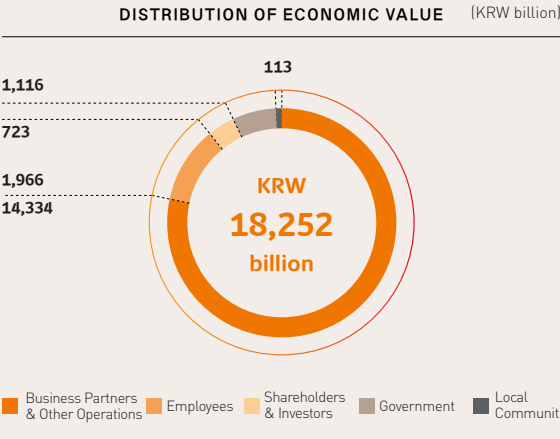 DISTRIBUTION OF ECONOMIC VALUE (KRW billion)
113
1,116
723
1,966
14,334
KRW
18,252
billion
Business Partners
& Other Operations
Employees
Shareholders
& Investors
Government
Local
Communit